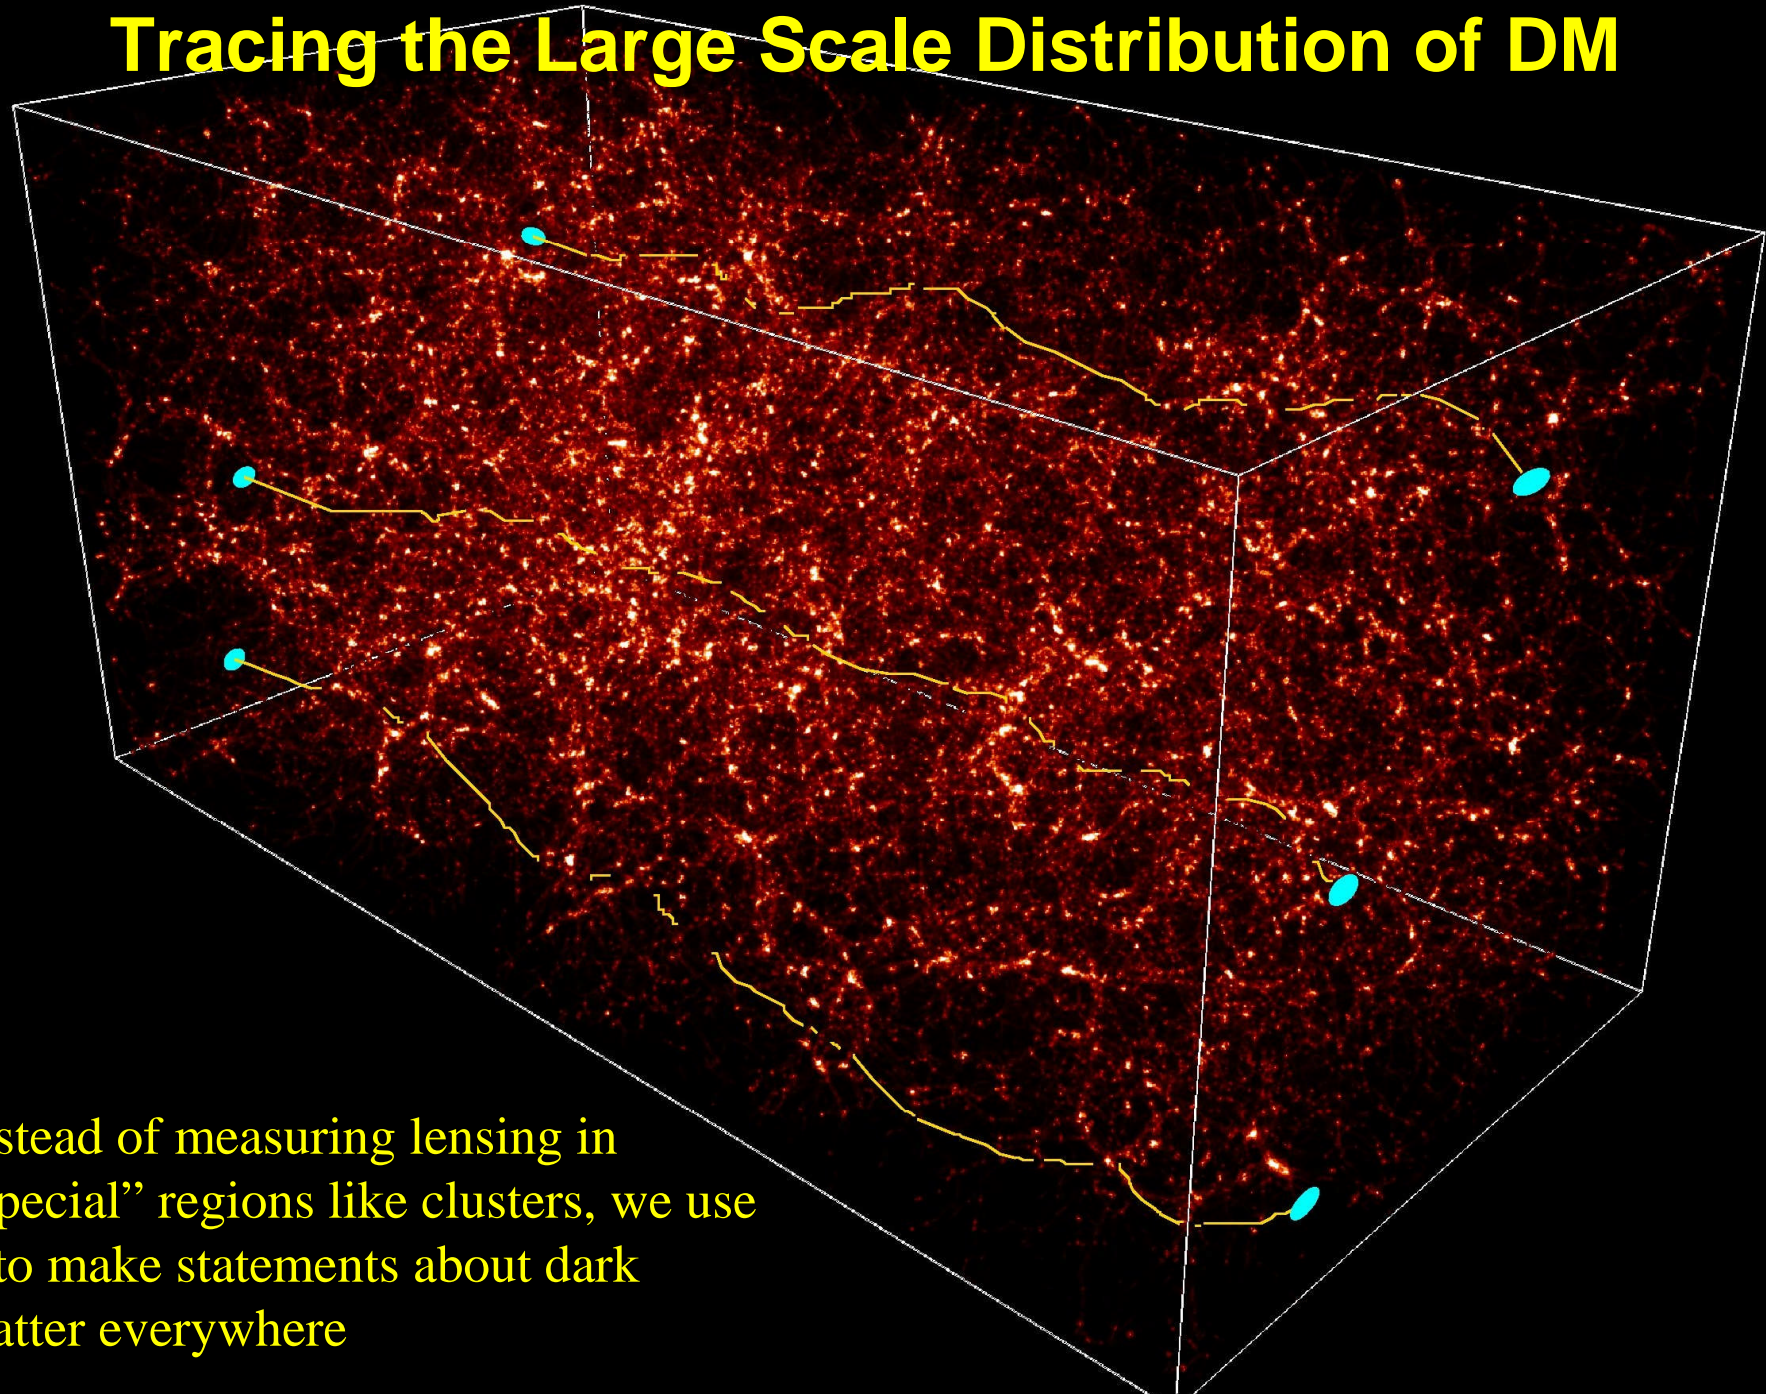 Tracing the Large Scale Distribution of DM
stead of measuring lensing in
pecial” regions like clusters, we use
to make statements about dark
atter everywhere